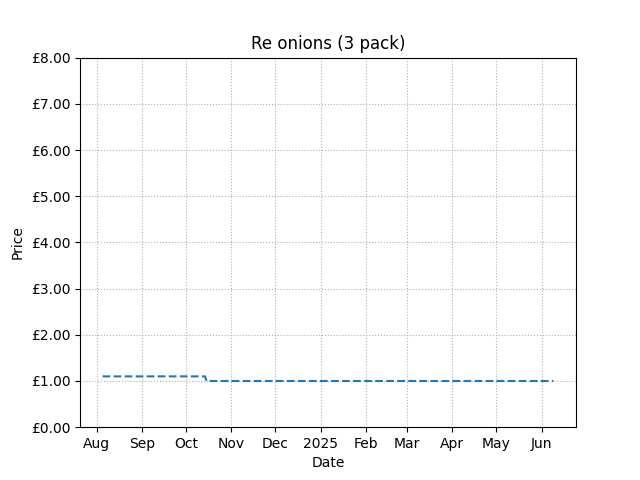 Re onions (3 pack)
£8.00
£7.00
£6.00
£5.00
£4.00
£3.00
£2.00
£1.00
£0.00
Price
Aug Sep Oct Nov Dec 2025 Feb Mar Apr May Jun
Date